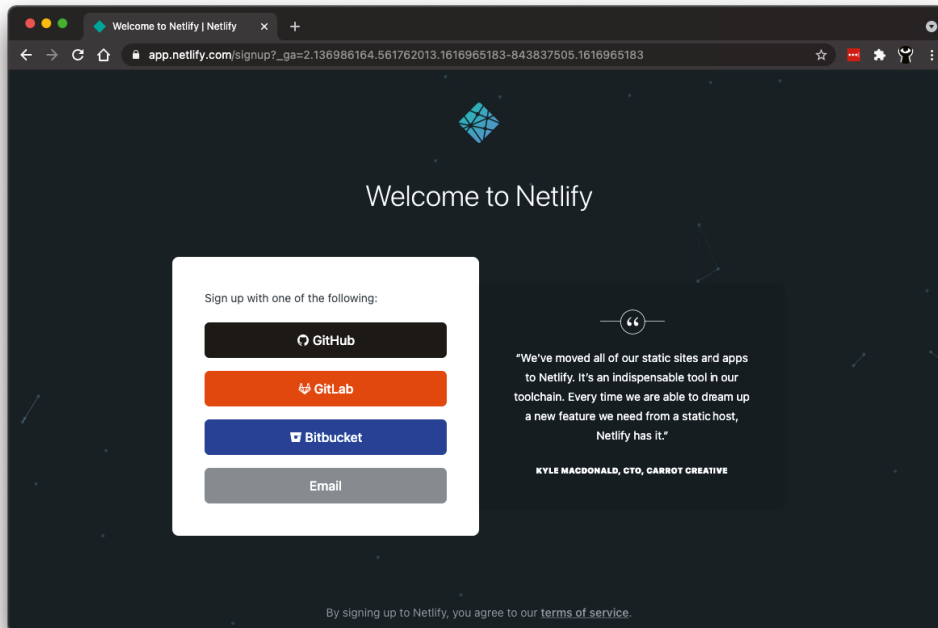 Welcome to Netlify | Netlify
app.netlify.com/signup?_ga=2.136986164.561762013.1616965183-843837505.1616965183
Welcome to Netlify
Sign up with one of the following:
GitHub
GitLab
Bitbucket
Email
“We’ve moved all of our static sites and apps
to Netlify. It’s an indispensable tool in our
toolchain. Every time we are able to dream up
a new feature we need from a static host,
Netlify has it.”
KYLE MACDONALD, CTO, CARROT CREATIVE
By signing up to Netlify, you agree to our terms of service.